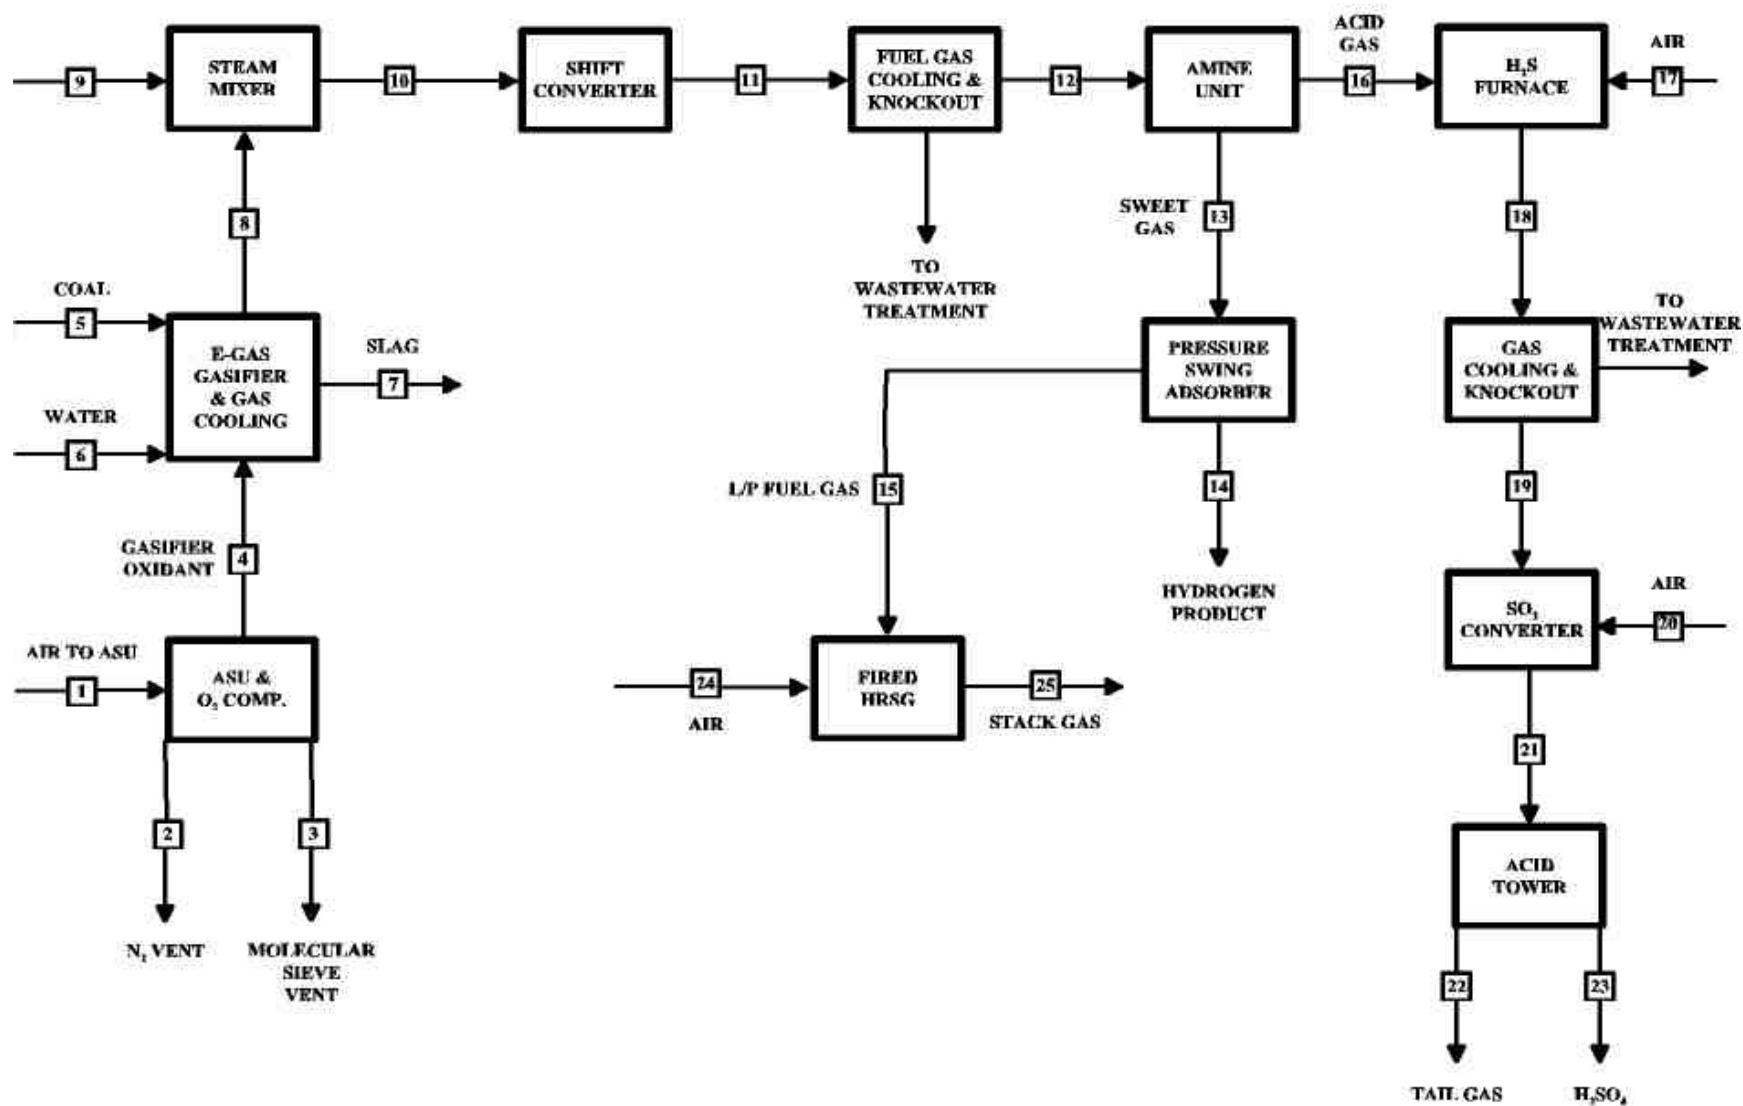 9
STEAM
MIXER
10
SHIFT
CONVERTER
11
FUEL GAS
COOLING &
KNOCKOUT
12
AMINE
UNIT
ACID
GAS
16
H₂S
FURNACE
AIR
17
8
TO
WASTEWATER
TREATMENT
SWEET
GAS
13
18
COAL
5
E-GAS
GASIFIER
& GAS
COOLING
SLAG
7
WATER
6
PRESSURE
SWING
ADSORBER
GAS
COOLING &
KNOCKOUT
TO
WASTEWATER
TREATMENT
L/P FUEL GAS
15
14
19
GASIFIER
OXIDANT
4
HYDROGEN
PRODUCT
SO₃
CONVERTER
AIR
20
AIR TO ASU
1
ASU &
O₂ COMP.
24
AIR
FIRED
HRSG
25
STACK GAS
21
2
3
ACID
TOWER
N₂ VENT
MOLECULAR
SIEVE
VENT
22
23
TAIL GAS
H₂SO₄